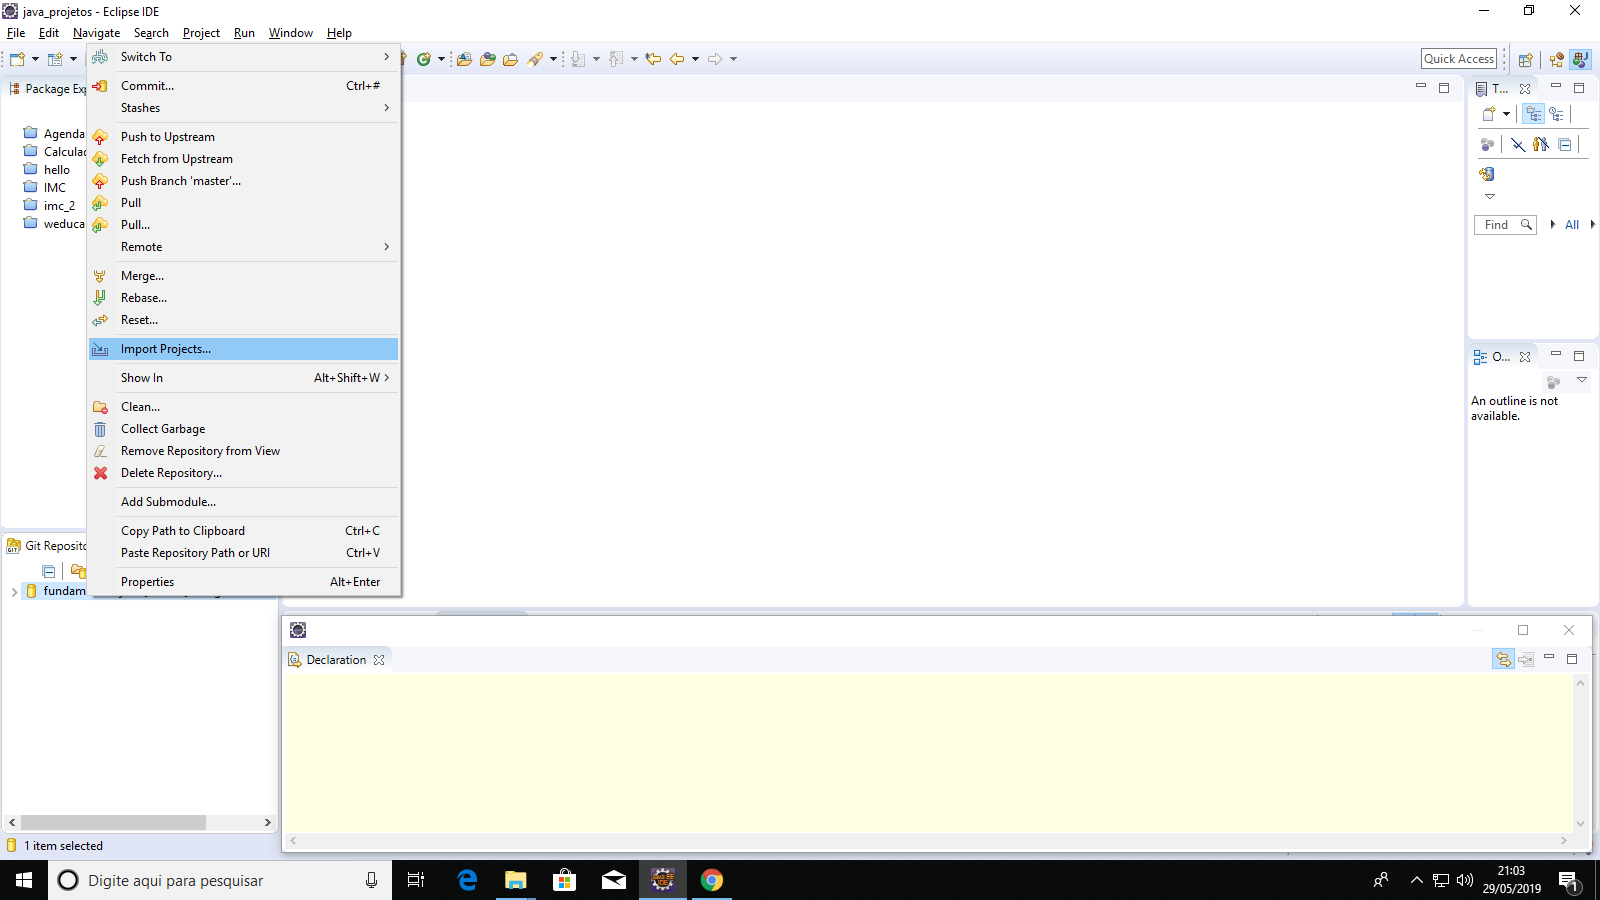 java_projetos - Eclipse IDE
File Edit Navigate Search Project Run Window Help
Quick Access
Package Exp
Agenda
Calculad
hello
IMC
imc_2
weduca
Switch To
Commit... Ctrl+#
Stashes
Push to Upstream
Fetch from Upstream
Push Branch 'master'...
Pull
Pull...
Remote
Merge...
Rebase...
Reset...
Import Projects...
Show In Alt+Shift+W
Clean...
Collect Garbage
Remove Repository from View
Delete Repository...
Add Submodule...
Copy Path to Clipboard Ctrl+C
Paste Repository Path or URI Ctrl+V
Properties Alt+Enter
T...
Find All
O...
An outline is not
available.
Git Reposito
fundam
Declaration
1 item selected
Digite aqui para pesquisar
21:03
29/05/2019
1